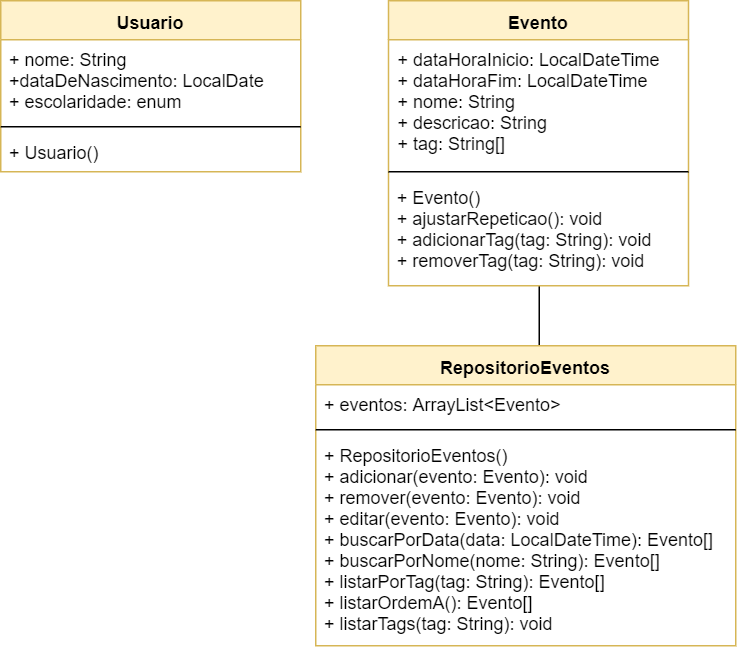 Usuario
+ nome: String
+dataDeNascimento: LocalDate
+ escolaridade: enum
+ Usuario()
Evento
+ dataHoraInicio: LocalDateTime
+ dataHoraFim: LocalDateTime
+ nome: String
+ descricao: String
+ tag: String[]
+ Evento()
+ ajustarRepeticao(): void
+ adicionarTag(tag: String): void
+ removerTag(tag: String): void
RepositorioEventos
+ eventos: ArrayList<Evento>
+ RepositorioEventos()
+ adicionar(evento: Evento): void
+ remover(evento: Evento): void
+ editar(evento: Evento): void
+ buscarPorData(data: LocalDateTime): Evento[]
+ buscarPorNome(nome: String): Evento[]
+ listarPorTag(tag: String): Evento[]
+ listarOrdemA(): Evento[]
+ listarTags(tag: String): void